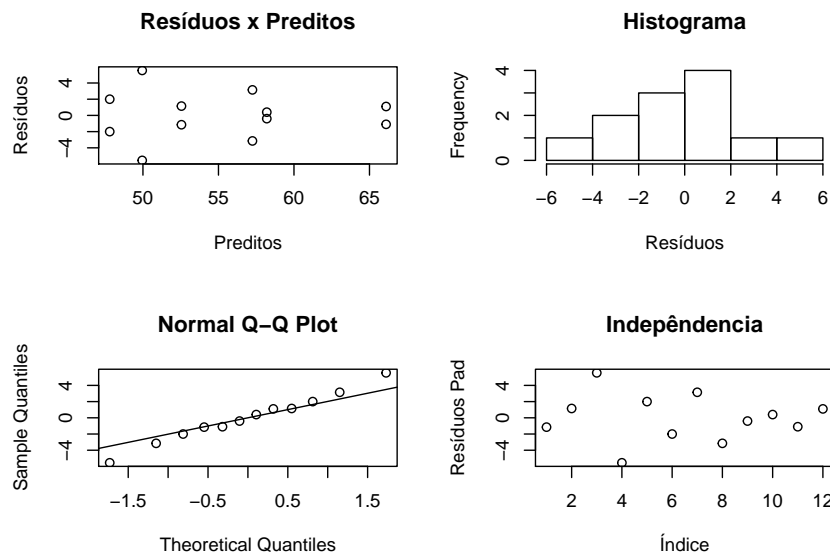 Resíduos x Preditos
Resíduos
−4 0 4
50 55 60 65
Preditos
Histograma
Frequency
0 2 4
−6 −4 −2 0 2 4 6
Resíduos
Normal Q−Q Plot
Sample Quantiles
−4 0 4
−1.5 −0.5 0.5 1.5
Theoretical Quantiles
Indepêndencia
Resíduos Pad
−4 0 4
2 4 6 8 10 12
Índice